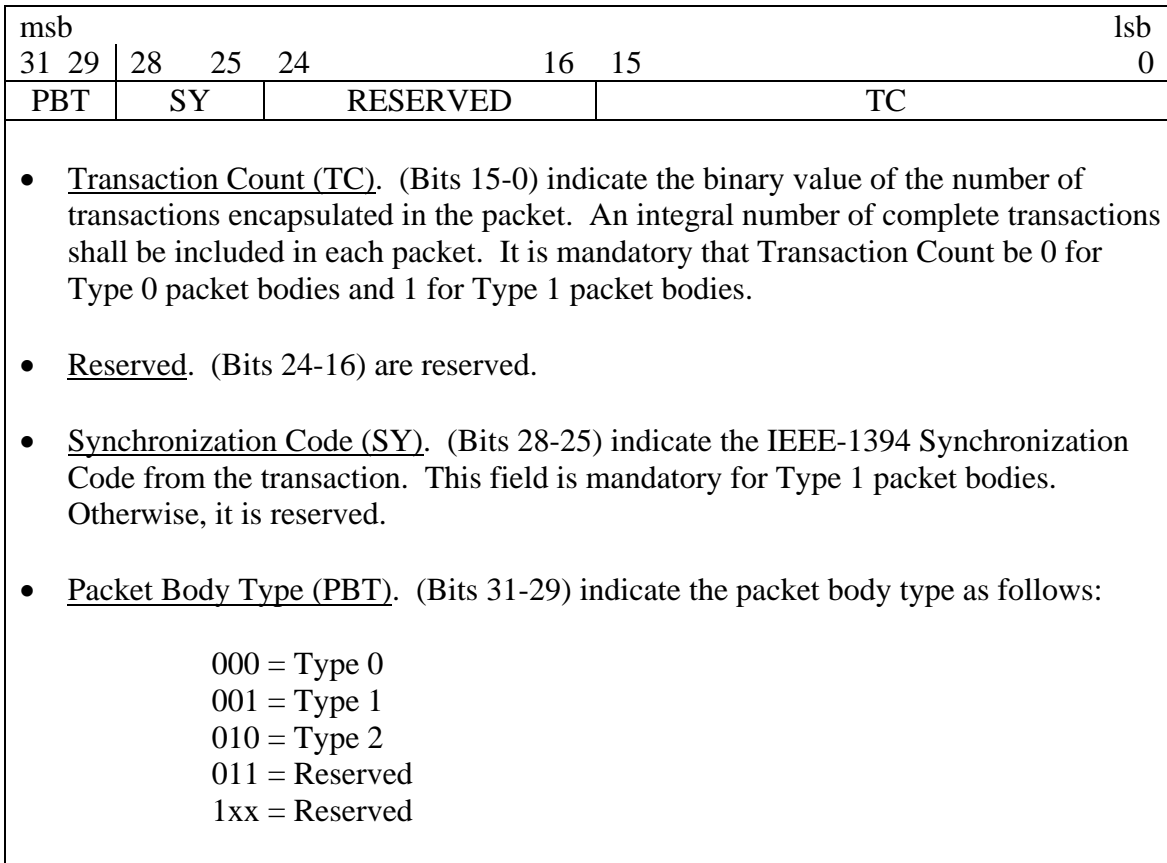 msb lsb
31 29 28 25 24 16 15 0
PBT SY RESERVED TC
• Transaction Count (TC). (Bits 15-0) indicate the binary value of the number of
transactions encapsulated in the packet. An integral number of complete transactions
shall be included in each packet. It is mandatory that Transaction Count be 0 for
Type 0 packet bodies and 1 for Type 1 packet bodies.
• Reserved. (Bits 24-16) are reserved.
• Synchronization Code (SY). (Bits 28-25) indicate the IEEE-1394 Synchronization
Code from the transaction. This field is mandatory for Type 1 packet bodies.
Otherwise, it is reserved.
• Packet Body Type (PBT). (Bits 31-29) indicate the packet body type as follows:
000 = Type 0
001 = Type 1
010 = Type 2
011 = Reserved
1xx = Reserved